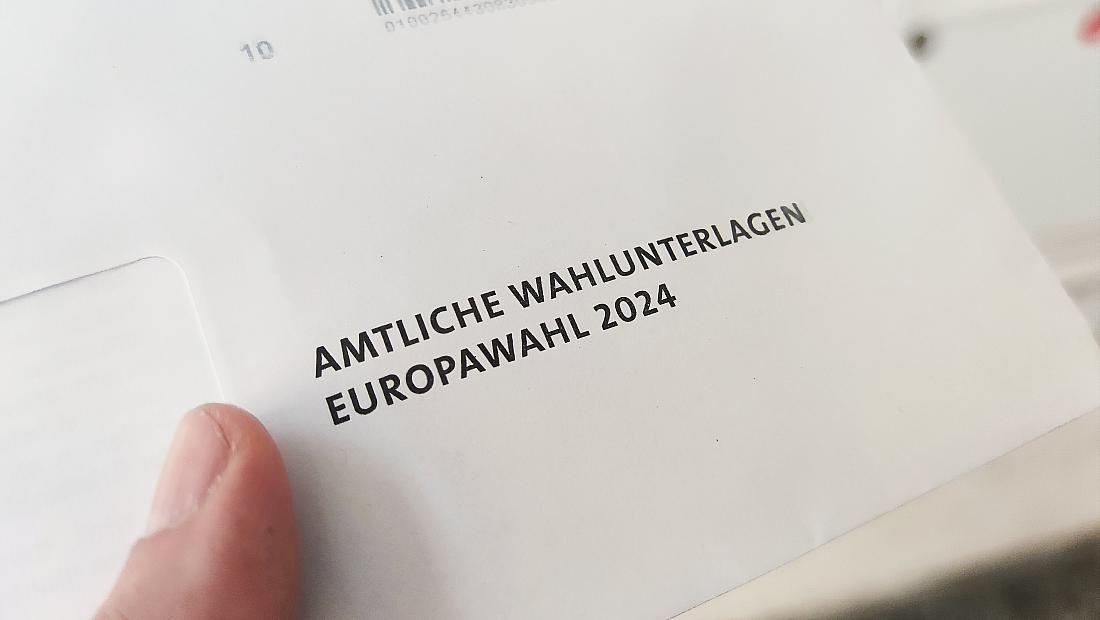 10
AMTLICHE WAHLUNTERLAGEN
EUROPAWAHL 2024